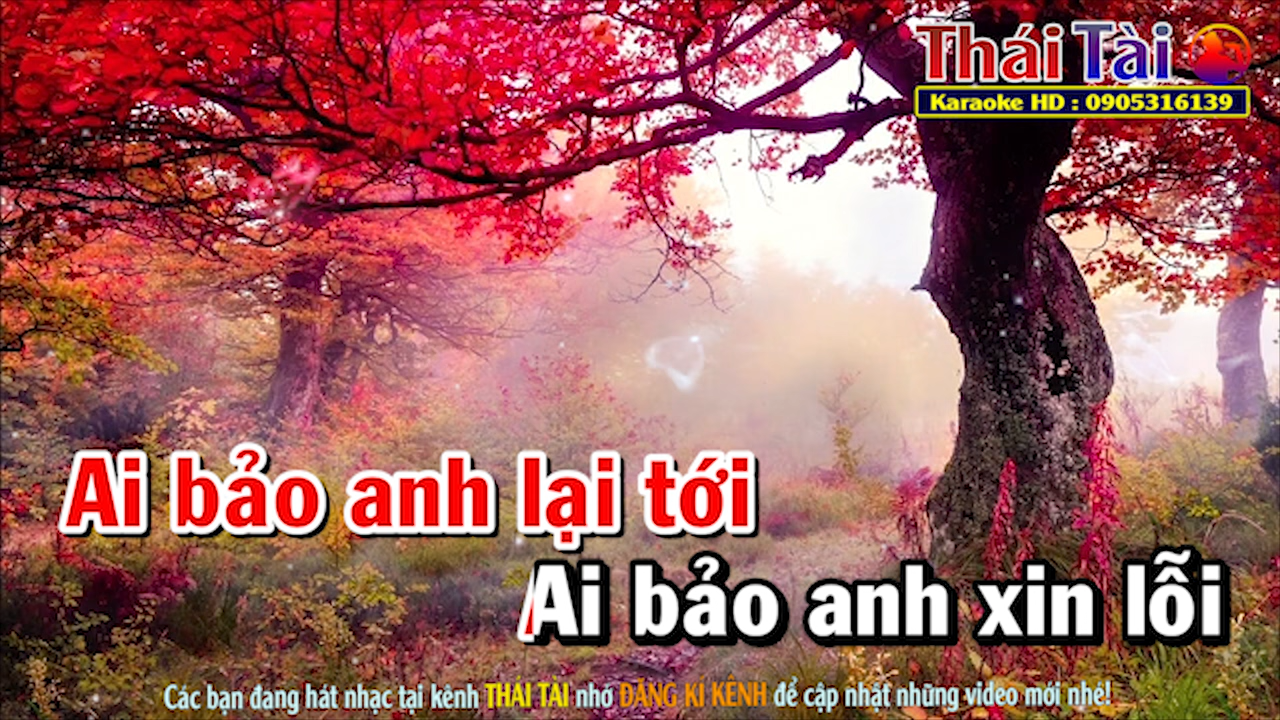 Thái Tài
Karaoke HD : 0905316139
Ai bảo anh lại tới
Ai bảo anh xin lỗi
Các bạn đang hát nhạc tại kênh THÁI TÀI nhớ ĐĂNG KÍ KÊNH để cập nhật những video mới nhé!